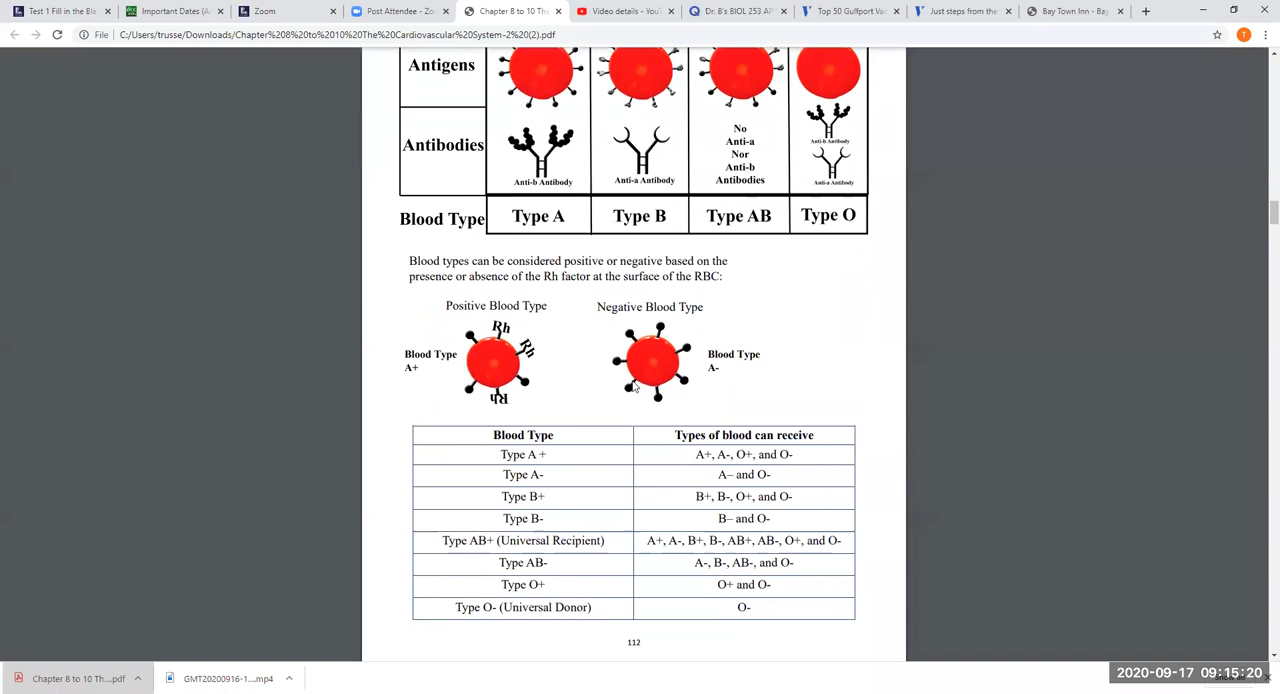 Test 1 Fill in the Bla
Important Dates (A
Zoom
Post Attendee - Zo
Chapter 8 to 10 Th
Video details - You
Dr. B's BIOL 253 AP
Top 50 Gulfport Va
Just steps from the
Bay Town Inn - Bay
File | C:/Users/trusse/Downloads/Chapter%208%20to%2010%20The%20Cardiovascular%20System-2%20(2).pdf
T
Antigens
Antibodies
Anti-b Antibody
Anti-a Antibody
No
Anti-a
Nor
Anti-b
Antibodies
Anti-b Antibody
Anti-a Antibody
Blood Type
Type A
Type B
Type AB
Type O
Blood types can be considered positive or negative based on the
presence or absence of the Rh factor at the surface of the RBC:
Positive Blood Type
Negative Blood Type
Blood Type
A+
Rh
Rh
Rh
Blood Type
A-
Blood Type Types of blood can receive
Type A + A+, A-, O+, and O-
Type A- A– and O-
Type B+ B+, B-, O+, and O-
Type B- B– and O-
Type AB+ (Universal Recipient) A+, A-, B+, B-, AB+, AB-, O+, and O-
Type AB- A-, B-, AB-, and O-
Type O+ O+ and O-
Type O- (Universal Donor) O-
112
Chapter 8 to 10 Th....pdf
GMT20200916-1....mp4
2020-09-17 09:15:20